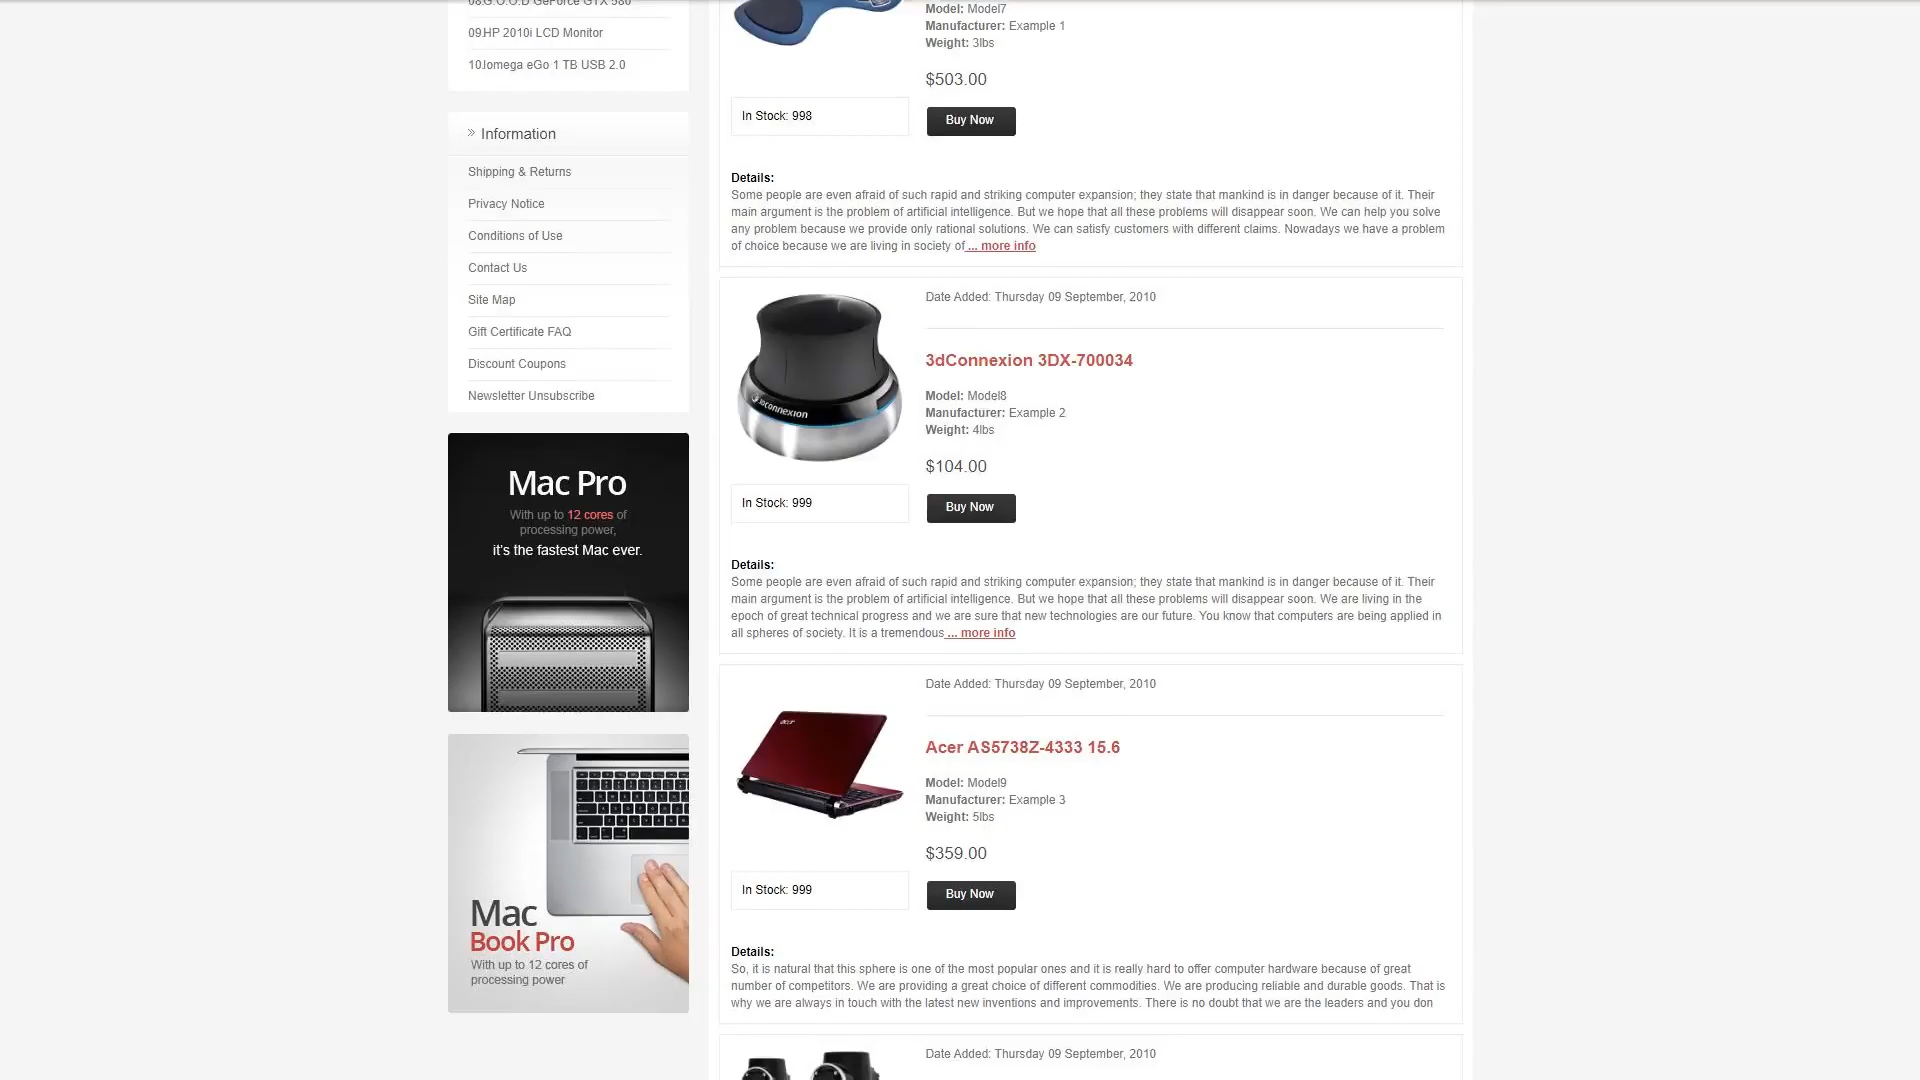 08.G.O.O.D GeForce GTX 580
09.HP 2010i LCD Monitor
10.Iomega eGo 1 TB USB 2.0
Information
Shipping & Returns
Privacy Notice
Conditions of Use
Contact Us
Site Map
Gift Certificate FAQ
Discount Coupons
Newsletter Unsubscribe
Mac Pro
With up to 12 cores of
processing power,
it's the fastest Mac ever.
Mac
Book Pro
With up to 12 cores of
processing power
Model: Model7
Manufacturer: Example 1
Weight: 3lbs
$503.00
In Stock: 998
Buy Now
Details:
Some people are even afraid of such rapid and striking computer expansion; they state that mankind is in danger because of it. Their
main argument is the problem of artificial intelligence. But we hope that all these problems will disappear soon. We can help you solve
any problem because we provide only rational solutions. We can satisfy customers with different claims. Nowadays we have a problem
of choice because we are living in society of ... more info
Date Added: Thursday 09 September, 2010
3dConnexion 3DX-700034
3Dconnexion
Model: Model8
Manufacturer: Example 2
Weight: 4lbs
$104.00
In Stock: 999
Buy Now
Details:
Some people are even afraid of such rapid and striking computer expansion; they state that mankind is in danger because of it. Their
main argument is the problem of artificial intelligence. But we hope that all these problems will disappear soon. We are living in the
epoch of great technical progress and we are sure that new technologies are our future. You know that computers are being applied in
all spheres of society. It is a tremendous ... more info
Date Added: Thursday 09 September, 2010
acer
Acer AS5738Z-4333 15.6
Model: Model9
Manufacturer: Example 3
Weight: 5lbs
$359.00
In Stock: 999
Buy Now
Details:
So, it is natural that this sphere is one of the most popular ones and it is really hard to offer computer hardware because of great
number of competitors. We are providing a great choice of different commodities. We are producing reliable and durable goods. That is
why we are always in touch with the latest new inventions and improvements. There is no doubt that we are the leaders and you don
Date Added: Thursday 09 September, 2010